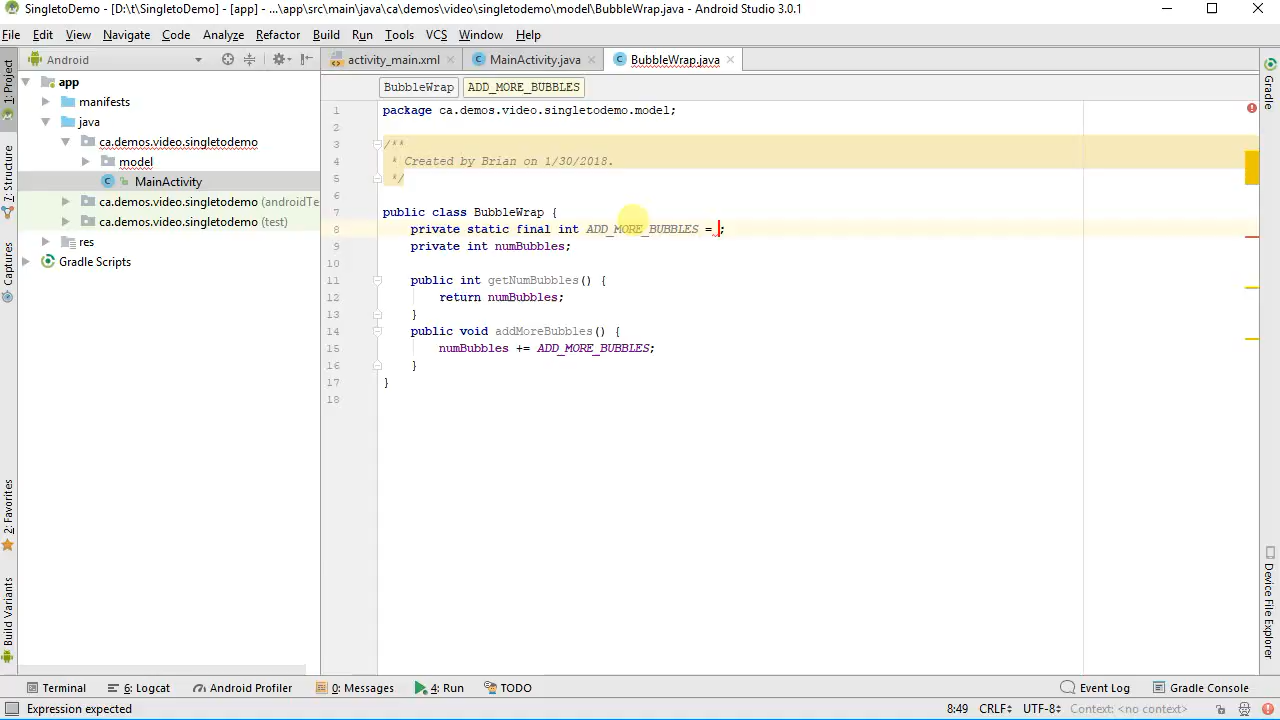 SingletoDemo - [D:\t\SingletoDemo] - [app] - ...\app\src\main\java\ca\demos\video\singletodemo\model\BubbleWrap.java - Android Studio 3.0.1
File Edit View Navigate Code Analyze Refactor Build Run Tools VCS Window Help
Android
activity_main.xml
MainActivity.java
BubbleWrap.java
1: Project
7: Structure
Captures
2: Favorites
Build Variants
app
manifests
java
ca.demos.video.singletodemo
model
MainActivity
ca.demos.video.singletodemo (androidTe
ca.demos.video.singletodemo (test)
res
Gradle Scripts
BubbleWrap ADD_MORE_BUBBLES
1 package ca.demos.video.singletodemo.model;
2
3 /**
4 * Created by Brian on 1/30/2018.
5 */
6
7 public class BubbleWrap {
8 private static final int ADD_MORE_BUBBLES = ;
9 private int numBubbles;
10
11 public int getNumBubbles() {
12 return numBubbles;
13 }
14 public void addMoreBubbles() {
15 numBubbles += ADD_MORE_BUBBLES;
16 }
17 }
18
Gradle
Device File Explorer
Terminal 6: Logcat Android Profiler 0: Messages 4: Run TODO Event Log Gradle Console
Expression expected 8:49 CRLF UTF-8 Context: <no context>